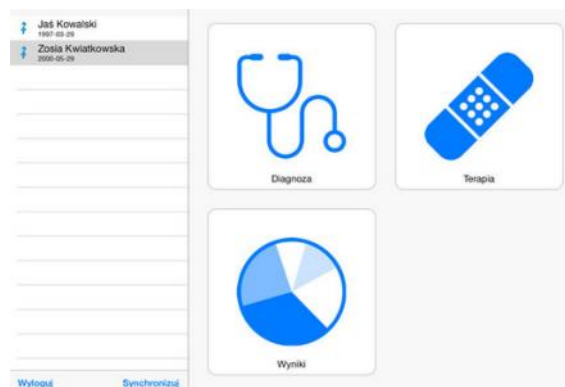 Jaś Kowalski
1997-03-29
Zosia Kwiatkowska
2000-05-29
Diagnoza
Terapia
Wyniki
Wyloguj
Synchronizuj